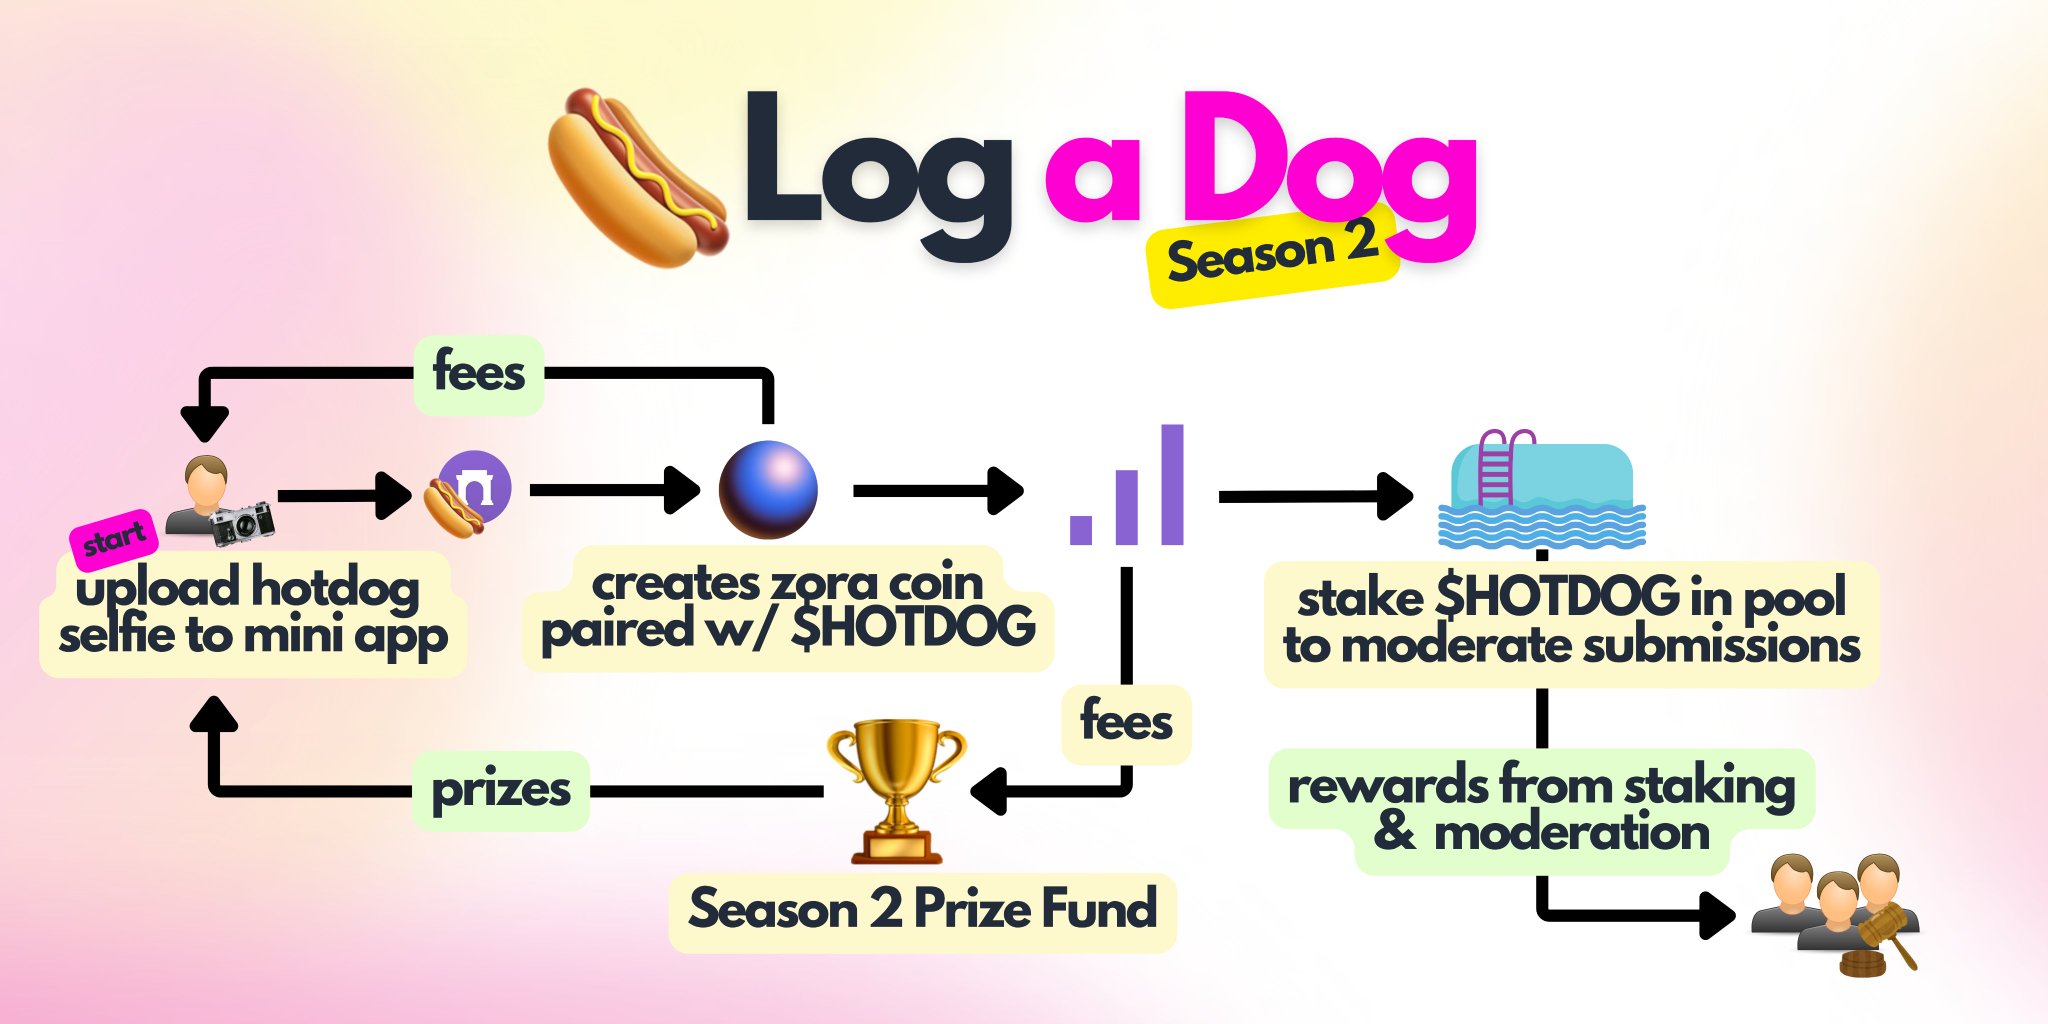 Log a Dog
Season 2
fees
start
upload hotdog
selfie to mini app
creates zora coin
paired w/ $HOTDOG
stake $HOTDOG in pool
to moderate submissions
fees
prizes
rewards from staking
& moderation
Season 2 Prize Fund